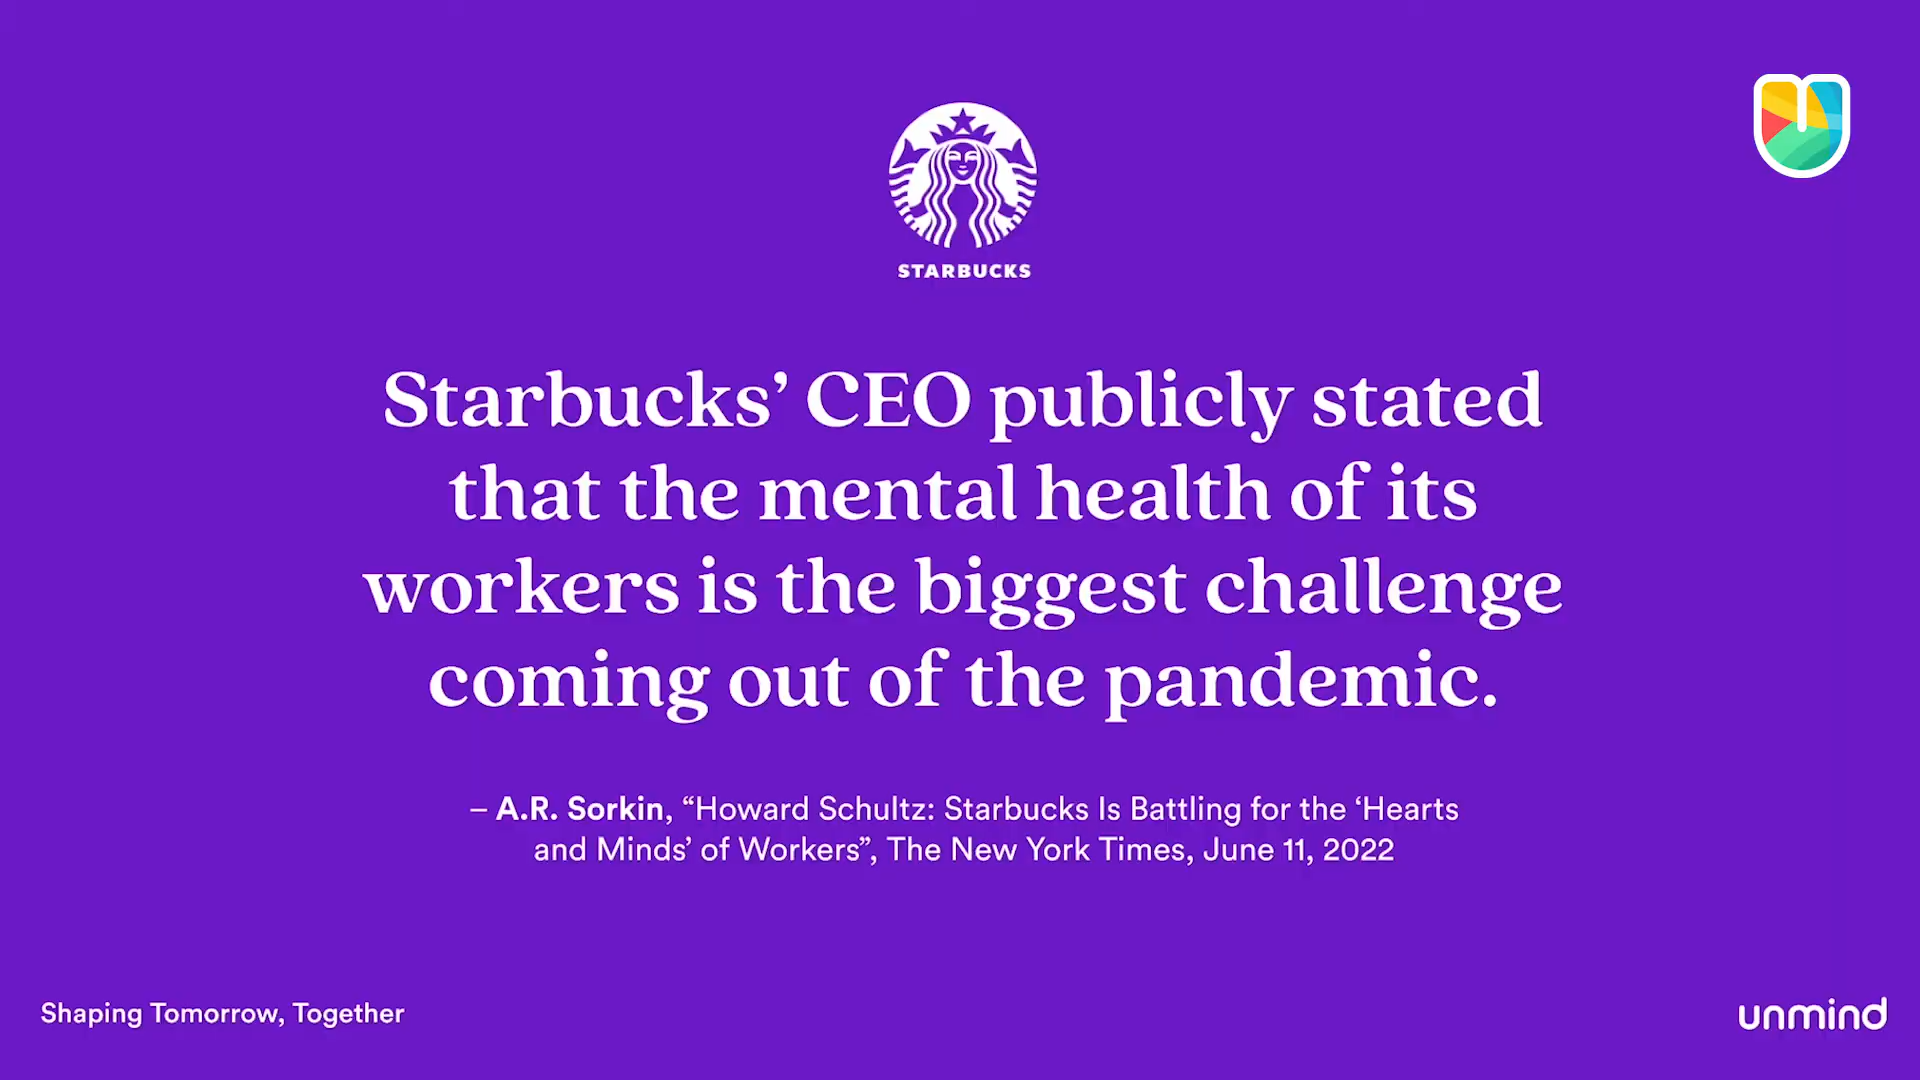 STARBUCKS
Starbucks’ CEO publicly stated
that the mental health of its
workers is the biggest challenge
coming out of the pandemic.
– A.R. Sorkin, “Howard Schultz: Starbucks Is Battling for the ‘Hearts
and Minds’ of Workers”, The New York Times, June 11, 2022
Shaping Tomorrow, Together
unmind